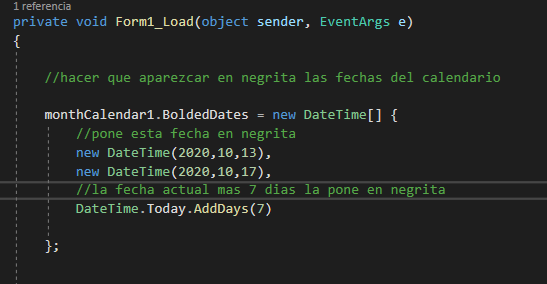 1 referencia
private void Form1_Load(object sender, EventArgs e)
{
//hacer que aparezcar en negrita las fechas del calendario
monthCalendar1.BoldedDates = new DateTime[] {
//pone esta fecha en negrita
new DateTime(2020,10,13),
new DateTime(2020,10,17),
//la fecha actual mas 7 dias la pone en negrita
DateTime.Today.AddDays(7)
};